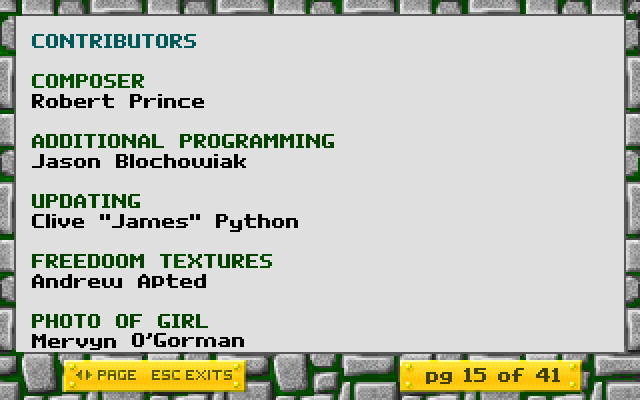 CONTRIBUTORS
COMPOSER
Robert Prince
ADDITIONAL PROGRAMMING
Jason Blochowiak
UPDATING
Clive "James" Python
FREEDOOM TEXTURES
Andrew Apted
PHOTO OF GIRL
Mervyn O'Gorman
PAGE ESC EXITS
pg 15 of 41